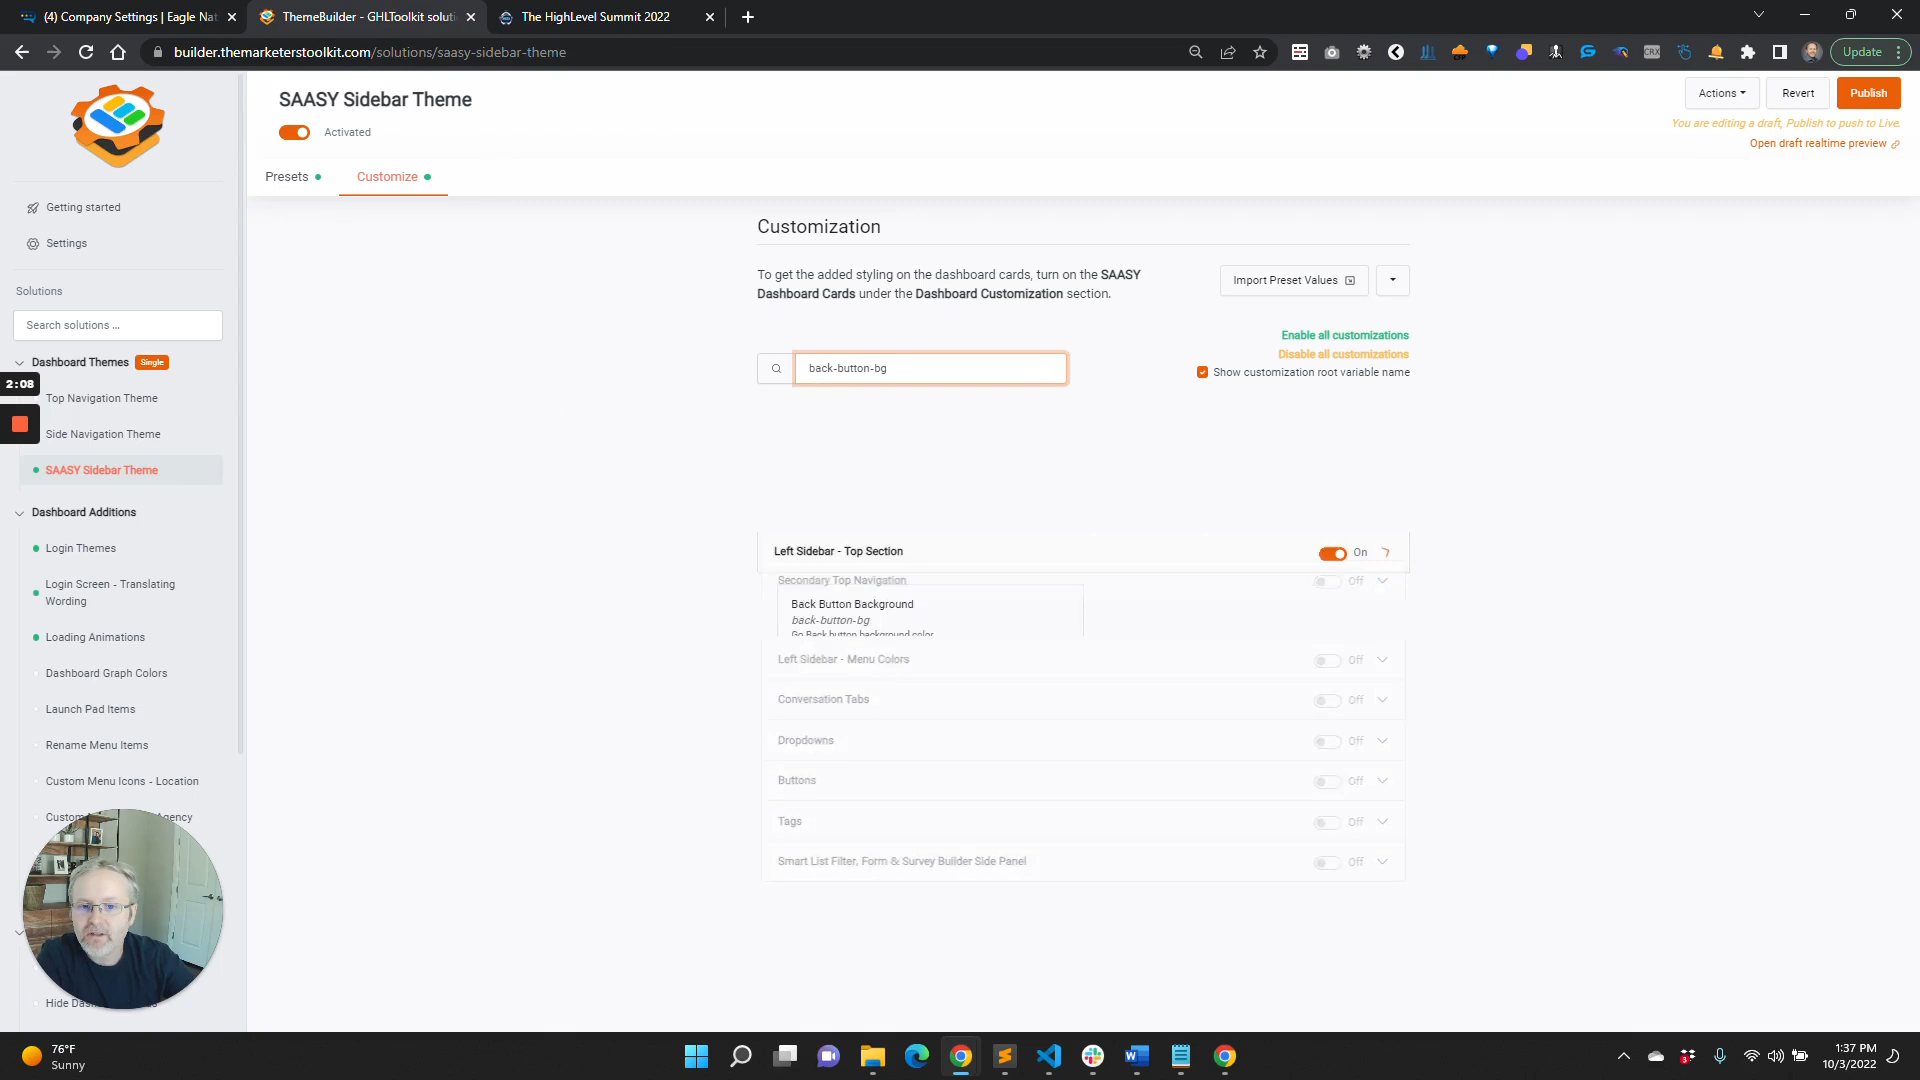 (4) Company Settings | Eagle Nat
ThemeBuilder - GHLToolkit soluti
The HighLevel Summit 2022
builder.themarketerstoolkit.com/solutions/saasy-sidebar-theme
Update
SAASY Sidebar Theme
Activated
Actions
Revert
Publish
You are editing a draft, Publish to push to Live.
Open draft realtime preview
Presets
Customize
Getting started
Settings
Solutions
Search solutions ...
Dashboard Themes
Single
2:08
Top Navigation Theme
Side Navigation Theme
SAASY Sidebar Theme
Dashboard Additions
Login Themes
Login Screen - Translating
Wording
Loading Animations
Dashboard Graph Colors
Launch Pad Items
Rename Menu Items
Custom Menu Icons - Location
Customization
To get the added styling on the dashboard cards, turn on the SAASY
Dashboard Cards under the Dashboard Customization section.
Import Preset Values
Enable all customizations
Disable all customizations
Show customization root variable name
back-button-bg
Left Sidebar - Top Section
On
Secondary Top Navigation
Off
Back Button Background
back-button-bg
Go Back button background color
Left Sidebar - Menu Colors
Off
Conversation Tabs
Off
Dropdowns
Off
Buttons
Off
Tags
Off
Smart List Filter, Form & Survey Builder Side Panel
Off
76°F
Sunny
1:37 PM
10/3/2022